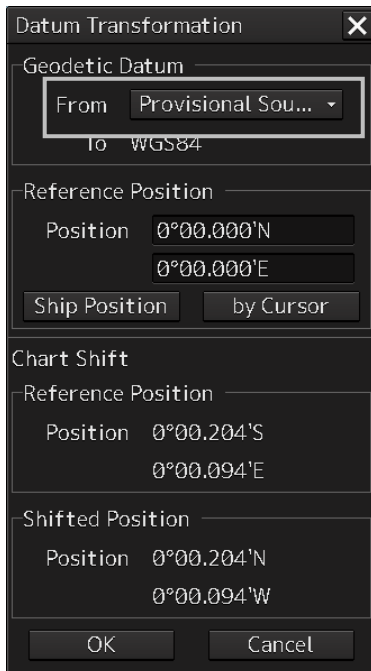 Datum Transformation
Geodetic Datum
From Provisional Sou...
To WGS84
Reference Position
Position 0°00.000'N
0°00.000'E
Ship Position by Cursor
Chart Shift
Reference Position
Position 0°00.204'S
0°00.094'E
Shifted Position
Position 0°00.204'N
0°00.094'W
OK Cancel